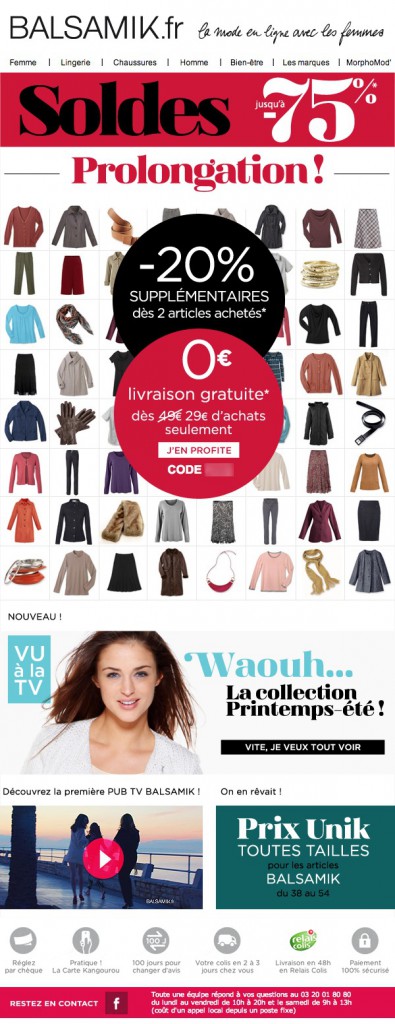 BALSAMIK.fr la mode en ligne avec les femmes
Femme Lingerie Chaussures Homme Bien-être Les marques MorphoMod'
Soldes jusqu'à -75%
Prolongation !
-20%
SUPPLÉMENTAIRES
dès 2 articles achetés*
0€
livraison gratuite*
dès 49€ 29€ d'achats
seulement
J'EN PROFITE
CODE
NOUVEAU !
VU
à la
TV
Waouh...
La collection
Printemps-été !
VITE, JE VEUX TOUT VOIR
Découvrez la première PUB TV BALSAMIK !
BALSAMIK.fr
On en rêvait !
Prix Unik
TOUTES TAILLES
pour les articles
BALSAMIK
du 38 au 54
Réglez
par chèque
Pratique !
La Carte Kangourou
100 jours
100 jours pour
changer d'avis
Votre colis en 2 à 3
jours chez vous
relais
colis
Livraison en 48h
en Relais Colis
Paiement
100% sécurisé
RESTEZ EN CONTACT f
Toute une équipe répond à vos questions au 03 20 01 80 80
du lundi au vendredi de 10h à 20h et le samedi de 9h à 13h
(coût d'un appel local depuis un poste fixe)